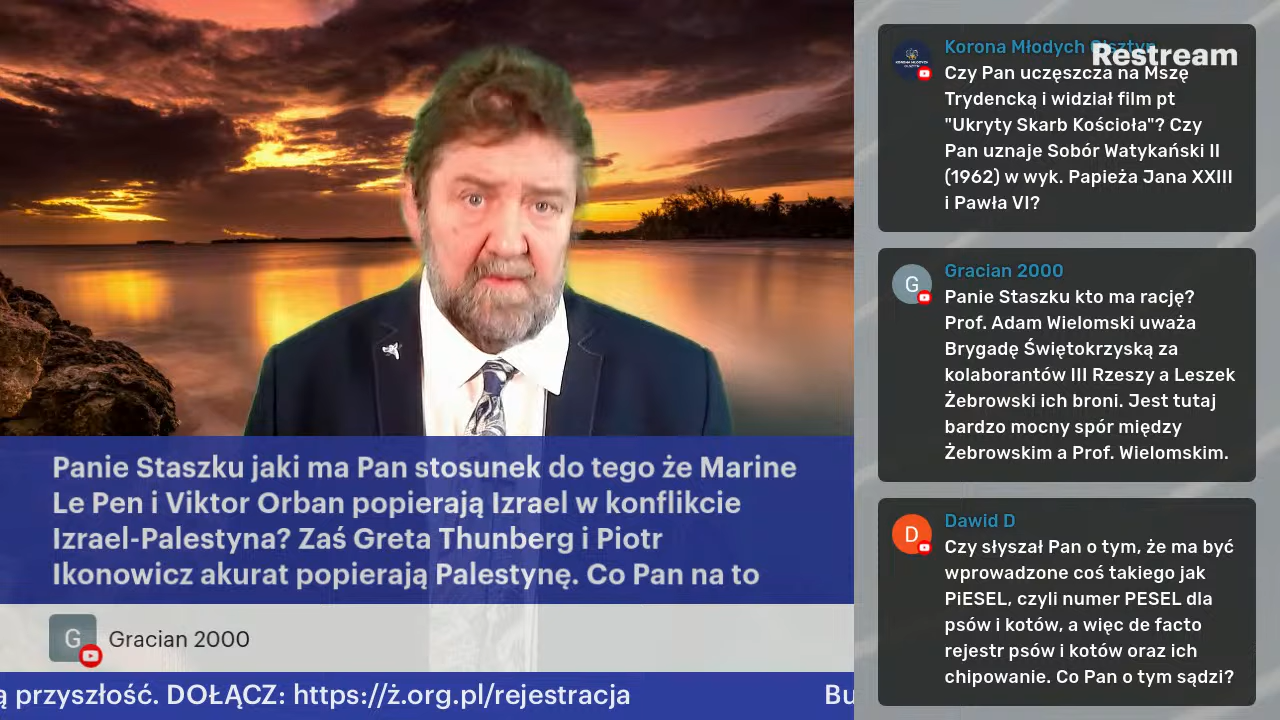 Panie Staszku jaki ma Pan stosunek do tego że Marine
Le Pen i Viktor Orban popierają Izrael w konflikcie
Izrael-Palestyna? Zaś Greta Thunberg i Piotr
Ikonowicz akurat popierają Palestynę. Co Pan na to
G
Gracian 2000
ą przyszłość. DOŁĄCZ: https://ż.org.pl/rejestracja
Bu
Restream
Korona Młodych Olsztyn
Czy Pan uczęszcza na Mszę
Trydencką i widział film pt
"Ukryty Skarb Kościoła"? Czy
Pan uznaje Sobór Watykański II
(1962) w wyk. Papieża Jana XXIII
i Pawła VI?
G
Gracian 2000
Panie Staszku kto ma rację?
Prof. Adam Wielomski uważa
Brygadę Świętokrzyską za
kolaborantów III Rzeszy a Leszek
Żebrowski ich broni. Jest tutaj
bardzo mocny spór między
Żebrowskim a Prof. Wielomskim.
D
Dawid D
Czy słyszał Pan o tym, że ma być
wprowadzone coś takiego jak
PiESEL, czyli numer PESEL dla
psów i kotów, a więc de facto
rejestr psów i kotów oraz ich
chipowanie. Co Pan o tym sądzi?